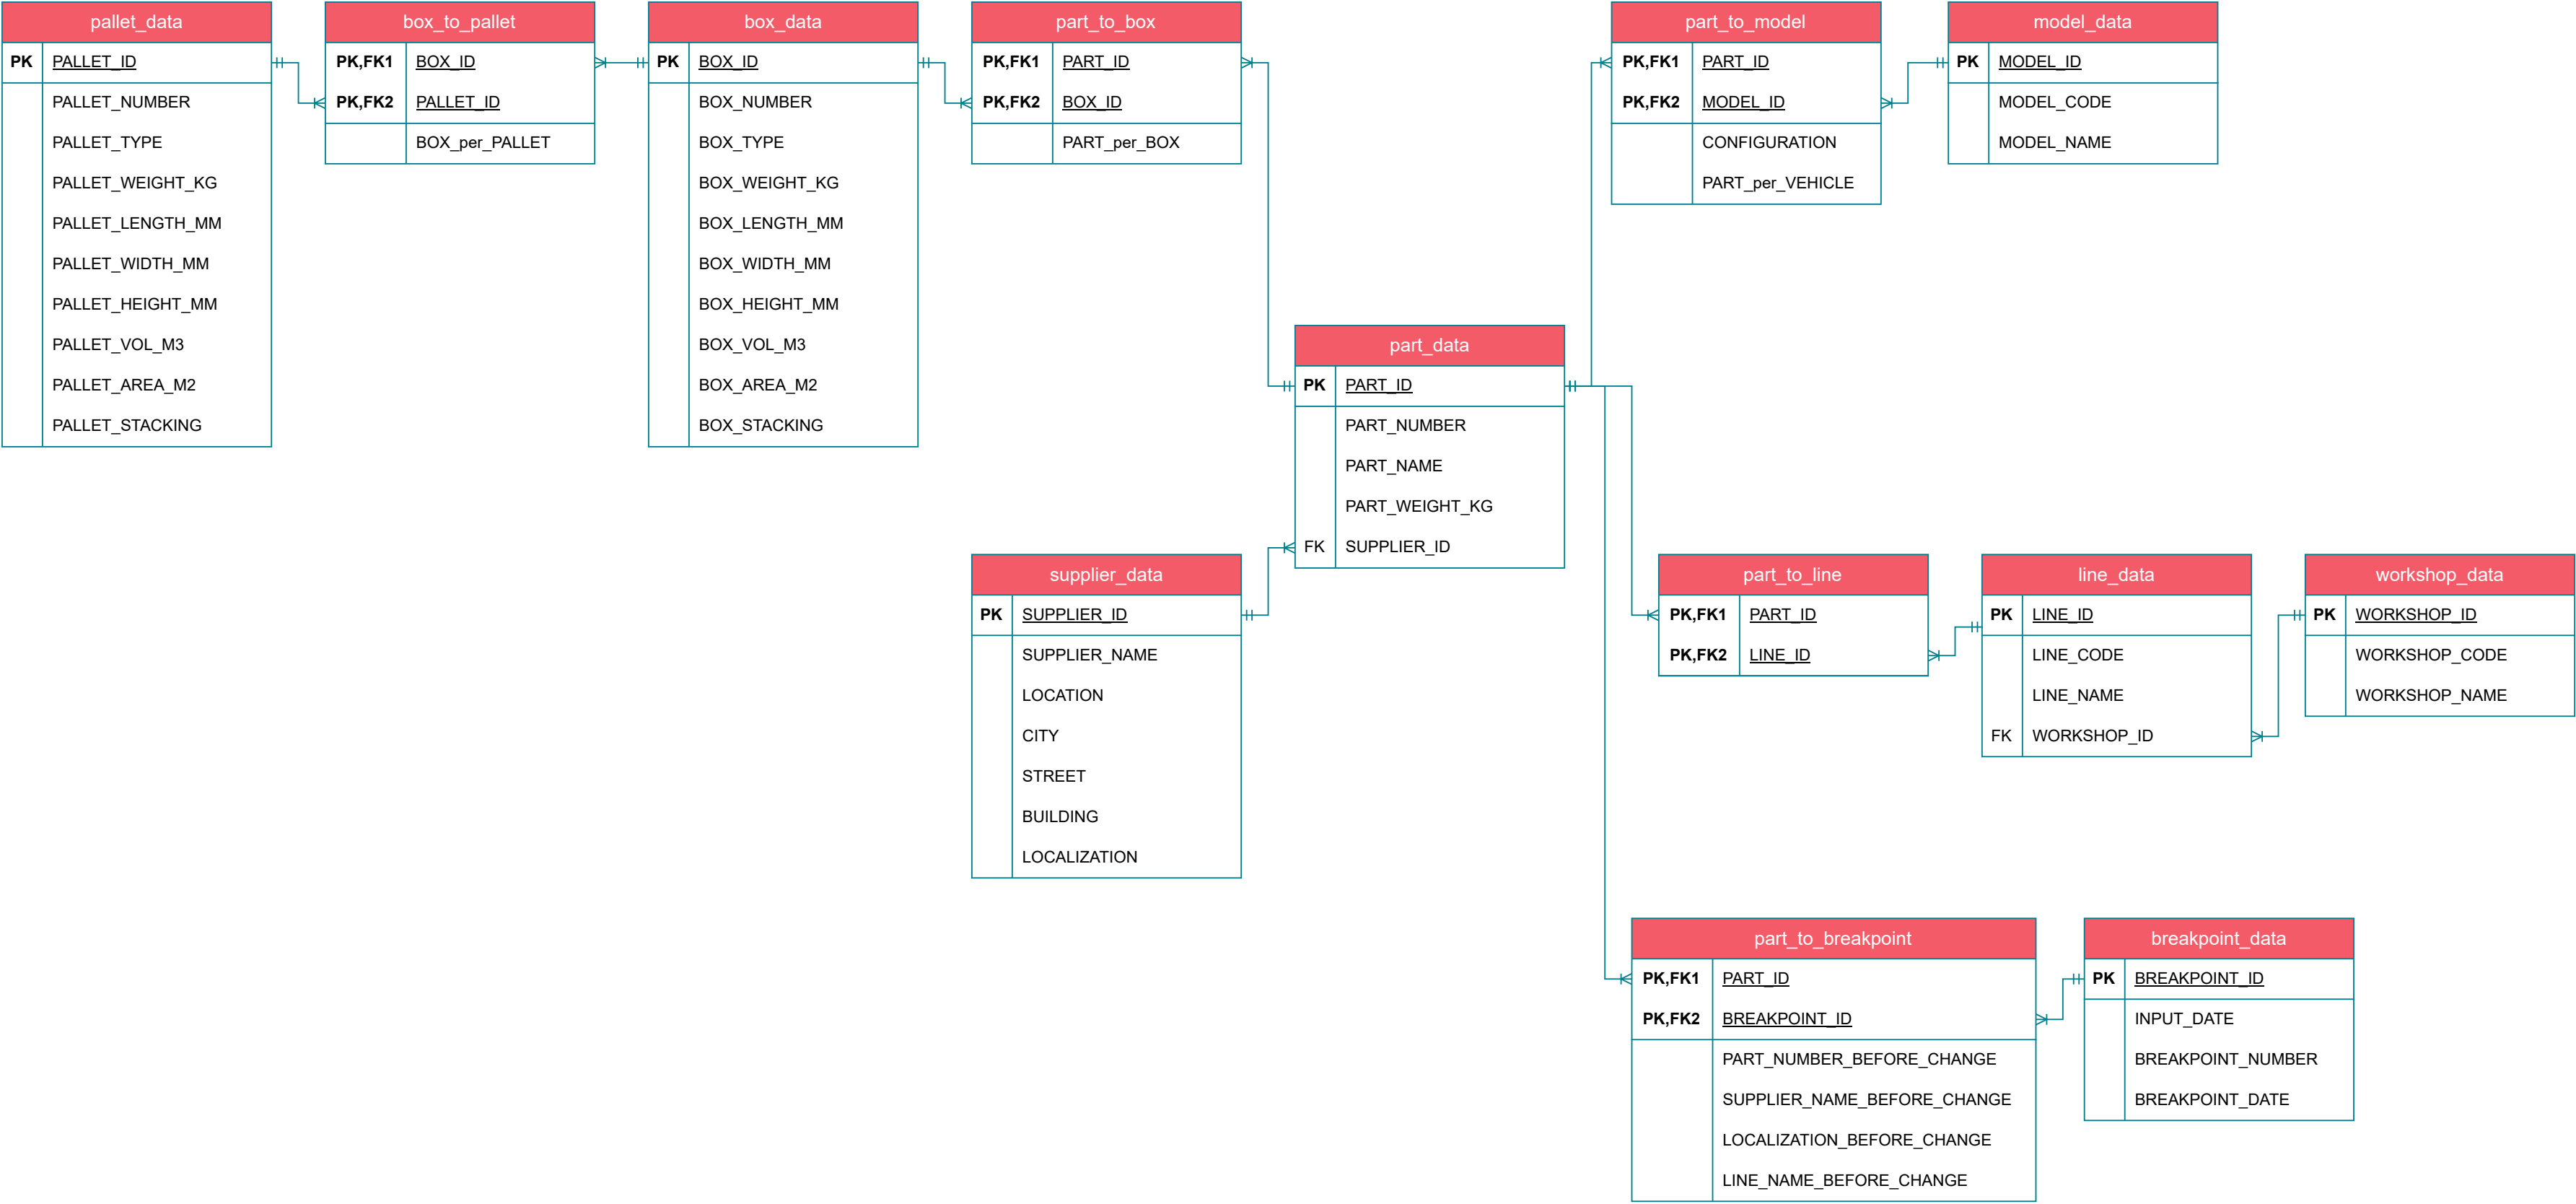 pallet_data
PK PALLET_ID
PALLET_NUMBER
PALLET_TYPE
PALLET_WEIGHT_KG
PALLET_LENGTH_MM
PALLET_WIDTH_MM
PALLET_HEIGHT_MM
PALLET_VOL_M3
PALLET_AREA_M2
PALLET_STACKING
box_to_pallet
PK,FK1 BOX_ID
PK,FK2 PALLET_ID
BOX_per_PALLET
box_data
PK BOX_ID
BOX_NUMBER
BOX_TYPE
BOX_WEIGHT_KG
BOX_LENGTH_MM
BOX_WIDTH_MM
BOX_HEIGHT_MM
BOX_VOL_M3
BOX_AREA_M2
BOX_STACKING
part_to_box
PK,FK1 PART_ID
PK,FK2 BOX_ID
PART_per_BOX
part_to_model
PK,FK1 PART_ID
PK,FK2 MODEL_ID
CONFIGURATION
PART_per_VEHICLE
model_data
PK MODEL_ID
MODEL_CODE
MODEL_NAME
part_data
PK PART_ID
PART_NUMBER
PART_NAME
PART_WEIGHT_KG
FK SUPPLIER_ID
supplier_data
PK SUPPLIER_ID
SUPPLIER_NAME
LOCATION
CITY
STREET
BUILDING
LOCALIZATION
part_to_line
PK,FK1 PART_ID
PK,FK2 LINE_ID
line_data
PK LINE_ID
LINE_CODE
LINE_NAME
FK WORKSHOP_ID
workshop_data
PK WORKSHOP_ID
WORKSHOP_CODE
WORKSHOP_NAME
part_to_breakpoint
PK,FK1 PART_ID
PK,FK2 BREAKPOINT_ID
PART_NUMBER_BEFORE_CHANGE
SUPPLIER_NAME_BEFORE_CHANGE
LOCALIZATION_BEFORE_CHANGE
LINE_NAME_BEFORE_CHANGE
breakpoint_data
PK BREAKPOINT_ID
INPUT_DATE
BREAKPOINT_NUMBER
BREAKPOINT_DATE